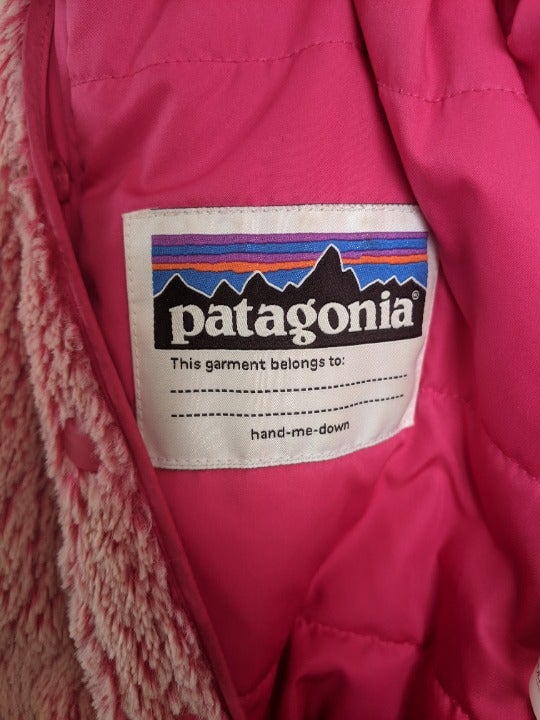 patagonia®
This garment belongs to:
hand-me-down